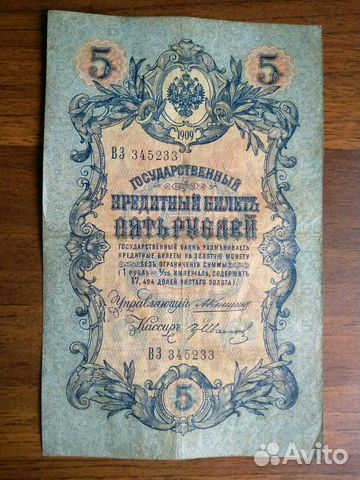 5 5
1909
ВЗ 345233
ГОСУДАРСТВЕННЫЙ
КРЕДИТНЫЙ БИЛЕТЪ
ПЯТЬ РУБЛЕЙ
ГОСУДАРСТВЕННЫЙ БАНКЪ РАЗМѢНИВАЕТЪ
КРЕДИТНЫЕ БИЛЕТЫ НА ЗОЛОТУЮ МОНЕТУ
БЕЗЪ ОГРАНИЧЕНІЯ СУММЫ
(1 РУБЛЬ = 1/15 ИМПЕРІАЛА, СОДЕРЖИТЪ
17,424 ДОЛЕЙ ЧИСТАГО ЗОЛОТА).
Управляющій
Кассиръ
ВЗ 345233
5
Avito